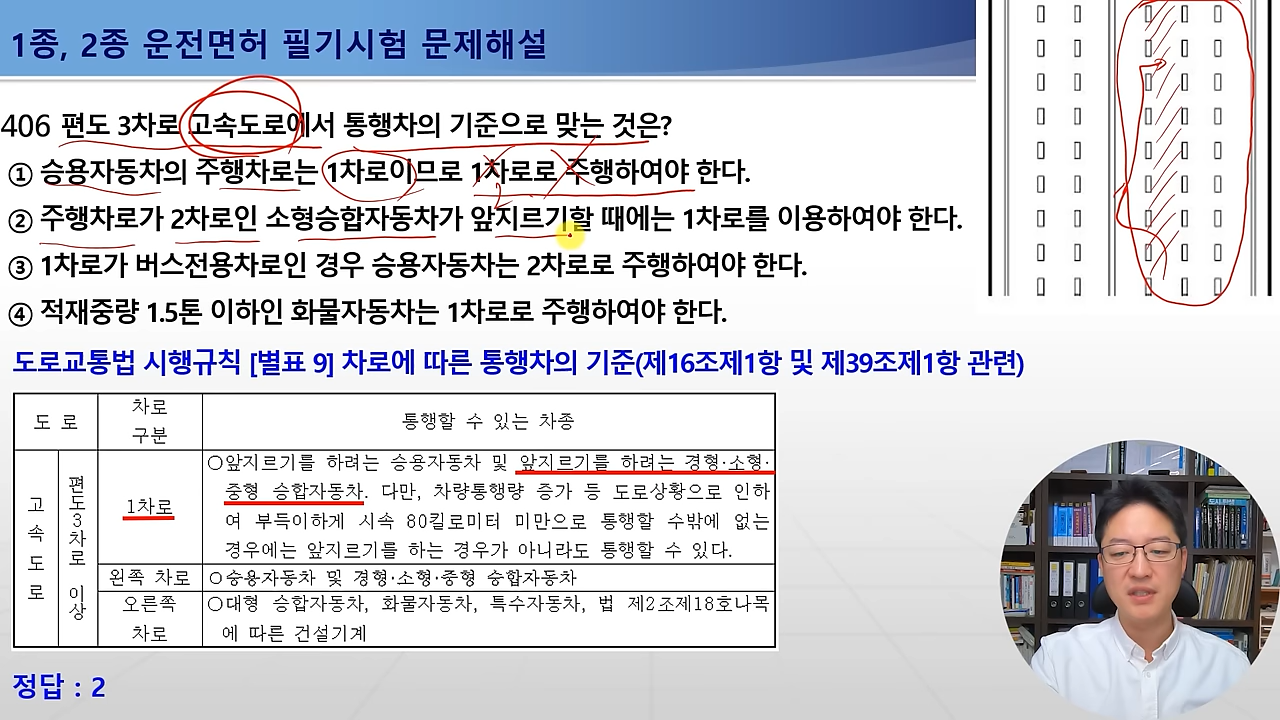 1종, 2종 운전면허 필기시험 문제해설
406 편도 3차로 고속도로에서 통행차의 기준으로 맞는 것은?
① 승용자동차의 주행차로는 1차로이므로 1차로로 주행하여야 한다.
2
② 주행차로가 2차로인 소형승합자동차가 앞지르기할 때에는 1차로를 이용하여야 한다.
③ 1차로가 버스전용차로인 경우 승용자동차는 2차로로 주행하여야 한다.
④ 적재중량 1.5톤 이하인 화물자동차는 1차로로 주행하여야 한다.
도로교통법 시행규칙 [별표 9] 차로에 따른 통행차의 기준(제16조제1항 및 제39조제1항 관련)
도 로
차로
구분
통행할 수 있는 차종
고속도로
편도3차로 이상
1차로
○앞지르기를 하려는 승용자동차 및 앞지르기를 하려는 경형·소형·
중형 승합자동차. 다만, 차량통행량 증가 등 도로상황으로 인하
여 부득이하게 시속 80킬로미터 미만으로 통행할 수밖에 없는
경우에는 앞지르기를 하는 경우가 아니라도 통행할 수 있다.
왼쪽 차로
○승용자동차 및 경형·소형·중형 승합자동차
오른쪽
차로
○대형 승합자동차, 화물자동차, 특수자동차, 법 제2조제18호나목
에 따른 건설기계
정답 : 2